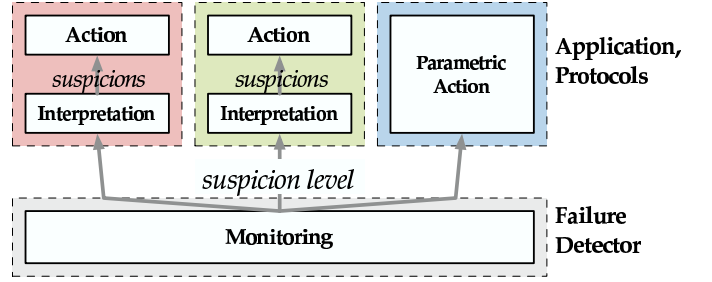 Action
suspicions
Interpretation
Action
suspicions
Interpretation
Parametric
Action
Application,
Protocols
suspicion level
Monitoring
Failure
Detector